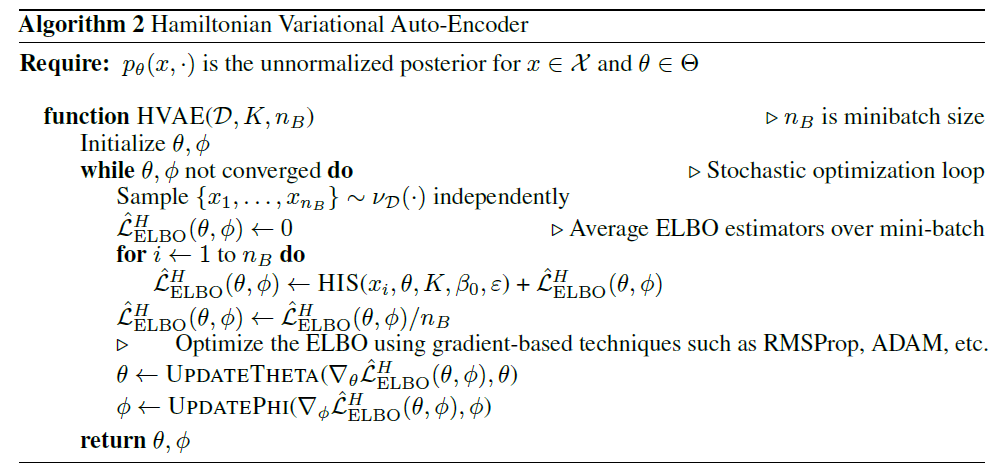 Algorithm 2 Hamiltonian Variational Auto-Encoder
Require: $p_\theta(x, \cdot)$ is the unnormalized posterior for $x \in \mathcal{X}$ and $\theta \in \Theta$
function HVAE($\mathcal{D}, K, n_B$) ▷ $n_B$ is minibatch size
Initialize $\theta, \phi$
while $\theta, \phi$ not converged do ▷ Stochastic optimization loop
Sample $\{x_1, \ldots, x_{n_B}\} \sim \nu_{\mathcal{D}}(\cdot)$ independently
$\hat{\mathcal{L}}^H_{\text{ELBO}}(\theta, \phi) \leftarrow 0$ ▷ Average ELBO estimators over mini-batch
for $i \leftarrow 1$ to $n_B$ do
$\hat{\mathcal{L}}^H_{\text{ELBO}}(\theta, \phi) \leftarrow \text{HIS}(x_i, \theta, K, \beta_0, \varepsilon) + \hat{\mathcal{L}}^H_{\text{ELBO}}(\theta, \phi)$
$\hat{\mathcal{L}}^H_{\text{ELBO}}(\theta, \phi) \leftarrow \hat{\mathcal{L}}^H_{\text{ELBO}}(\theta, \phi)/n_B$
▷ Optimize the ELBO using gradient-based techniques such as RMSProp, ADAM, etc.
$\theta \leftarrow \text{UPDATETHETA}(\nabla_\theta \hat{\mathcal{L}}^H_{\text{ELBO}}(\theta, \phi), \theta)$
$\phi \leftarrow \text{UPDATEPHI}(\nabla_\phi \hat{\mathcal{L}}^H_{\text{ELBO}}(\theta, \phi), \phi)$
return $\theta, \phi$